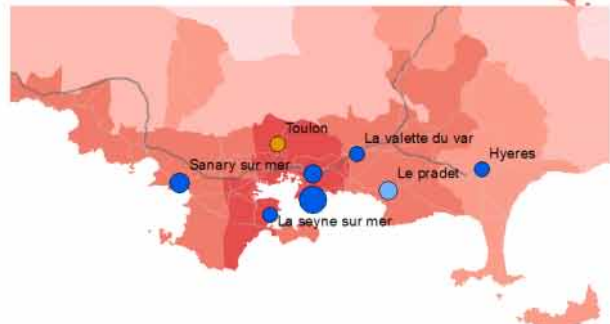 Toulon
La valette du var
Sanary sur mer
Hyeres
Le pradet
La seyne sur mer